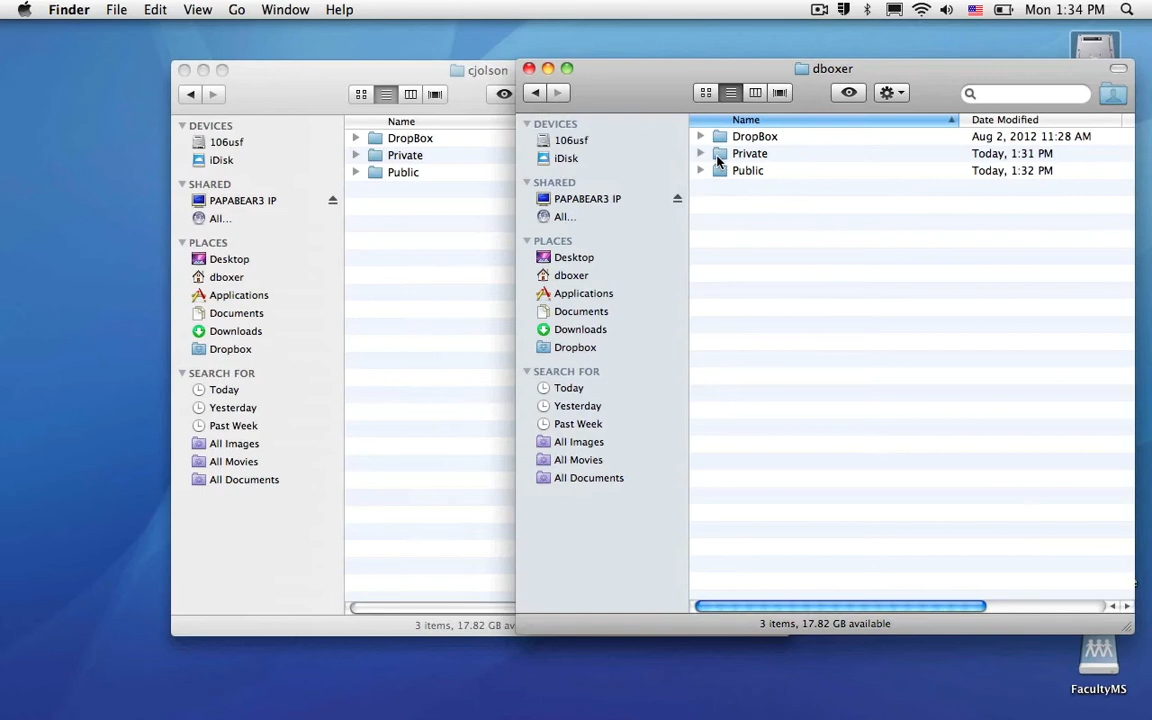 Finder File Edit View Go Window Help Mon 1:34 PM
cjolson
Name
DEVICES
106usf
iDisk
SHARED
PAPABEAR3 IP
All...
PLACES
Desktop
dboxer
Applications
Documents
Downloads
Dropbox
SEARCH FOR
Today
Yesterday
Past Week
All Images
All Movies
All Documents
DropBox
Private
Public
3 items, 17.82 GB av
dboxer
Name Date Modified
DEVICES
106usf
iDisk
SHARED
PAPABEAR3 IP
All...
PLACES
Desktop
dboxer
Applications
Documents
Downloads
Dropbox
SEARCH FOR
Today
Yesterday
Past Week
All Images
All Movies
All Documents
DropBox Aug 2, 2012 11:28 AM
Private Today, 1:31 PM
Public Today, 1:32 PM
3 items, 17.82 GB available
FacultyMS